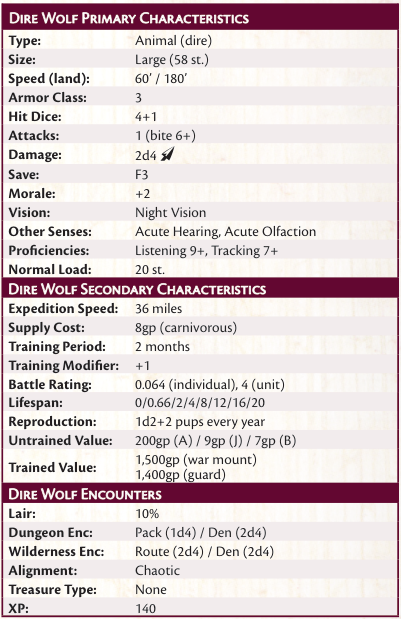 Dire Wolf Primary Characteristics
Type: Animal (dire)
Size: Large (58 st.)
Speed (land): 60’ / 180’
Armor Class: 3
Hit Dice: 4+1
Attacks: 1 (bite 6+)
Damage: 2d4
Save: F3
Morale: +2
Vision: Night Vision
Other Senses: Acute Hearing, Acute Olfaction
Proficiencies: Listening 9+, Tracking 7+
Normal Load: 20 st.
Dire Wolf Secondary Characteristics
Expedition Speed: 36 miles
Supply Cost: 8gp (carnivorous)
Training Period: 2 months
Training Modifier: +1
Battle Rating: 0.064 (individual), 4 (unit)
Lifespan: 0/0.66/2/4/8/12/16/20
Reproduction: 1d2+2 pups every year
Untrained Value: 200gp (A) / 9gp (J) / 7gp (B)
Trained Value: 1,500gp (war mount)
1,400gp (guard)
Dire Wolf Encounters
Lair: 10%
Dungeon Enc: Pack (1d4) / Den (2d4)
Wilderness Enc: Route (2d4) / Den (2d4)
Alignment: Chaotic
Treasure Type: None
XP: 140